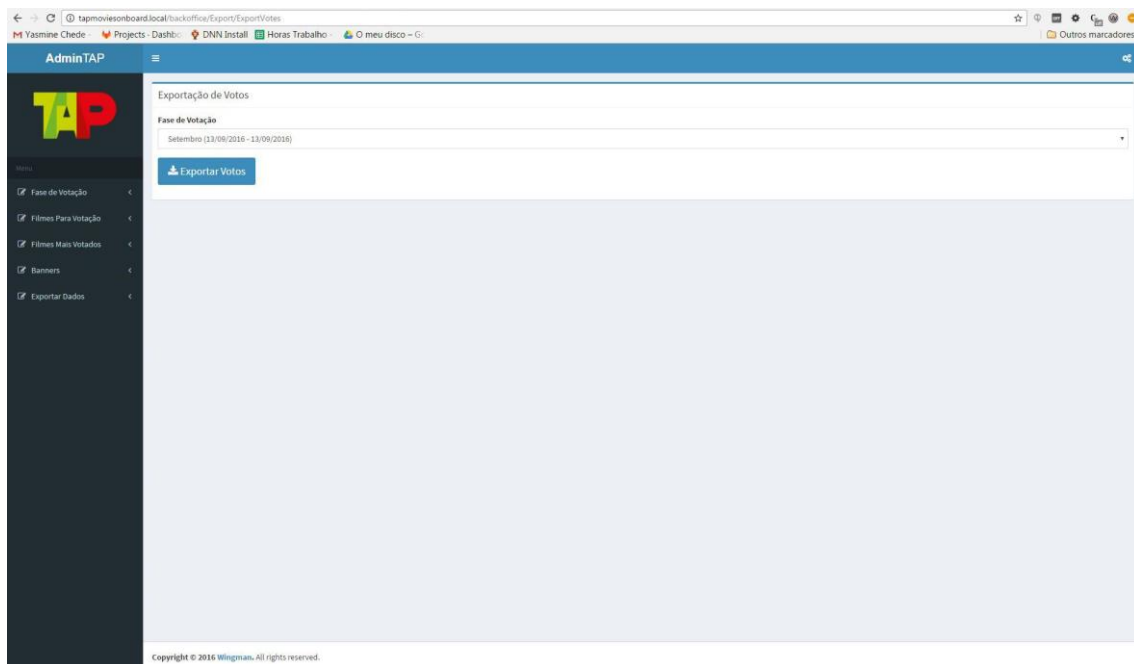 tapmoviesonboard.local/backoffice/Export/ExportVotes
Yasmine Chede - Projects - Dashbo DNN Install Horas Trabalho - O meu disco – G
Outros marcadores
AdminTAP
TAP
Exportação de Votos
Fase de Votação
Setembro (13/09/2016 - 13/09/2016)
Exportar Votos
Menu
Fase de Votação
Filmes Para Votação
Filmes Mais Votados
Banners
Exportar Dados
Copyright © 2016 Wingman. All rights reserved.